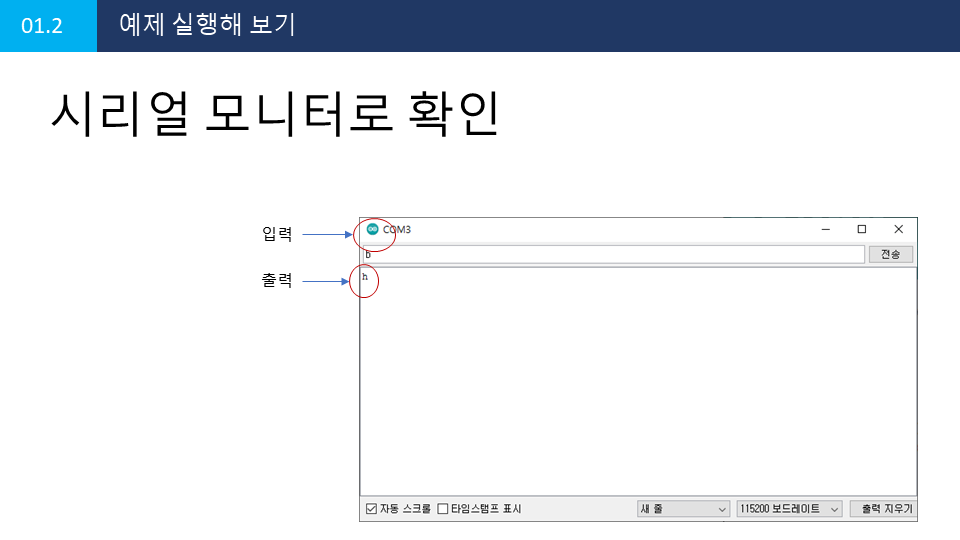 01.2 예제 실행해 보기
시리얼 모니터로 확인
입력
COM3
b
전송
출력
h
자동 스크롤 타임스탬프 표시 새 줄 115200 보드레이트 출력 지우기